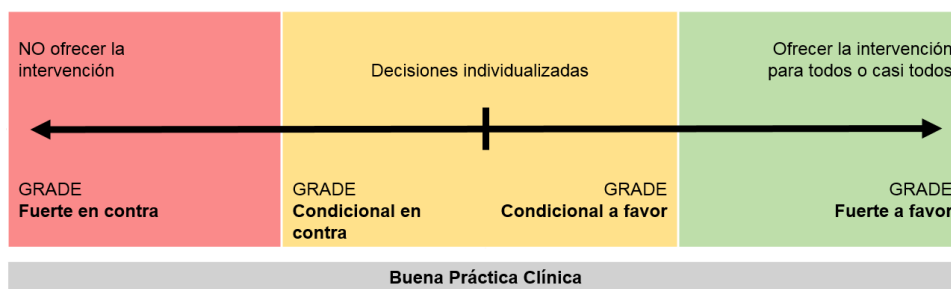 NO ofrecer la
intervención
Decisiones individualizadas
Ofrecer la intervención
para todos o casi todos
GRADE
Fuerte en contra
GRADE
Condicional en
contra
GRADE
Condicional a favor
GRADE
Fuerte a favor
Buena Práctica Clínica